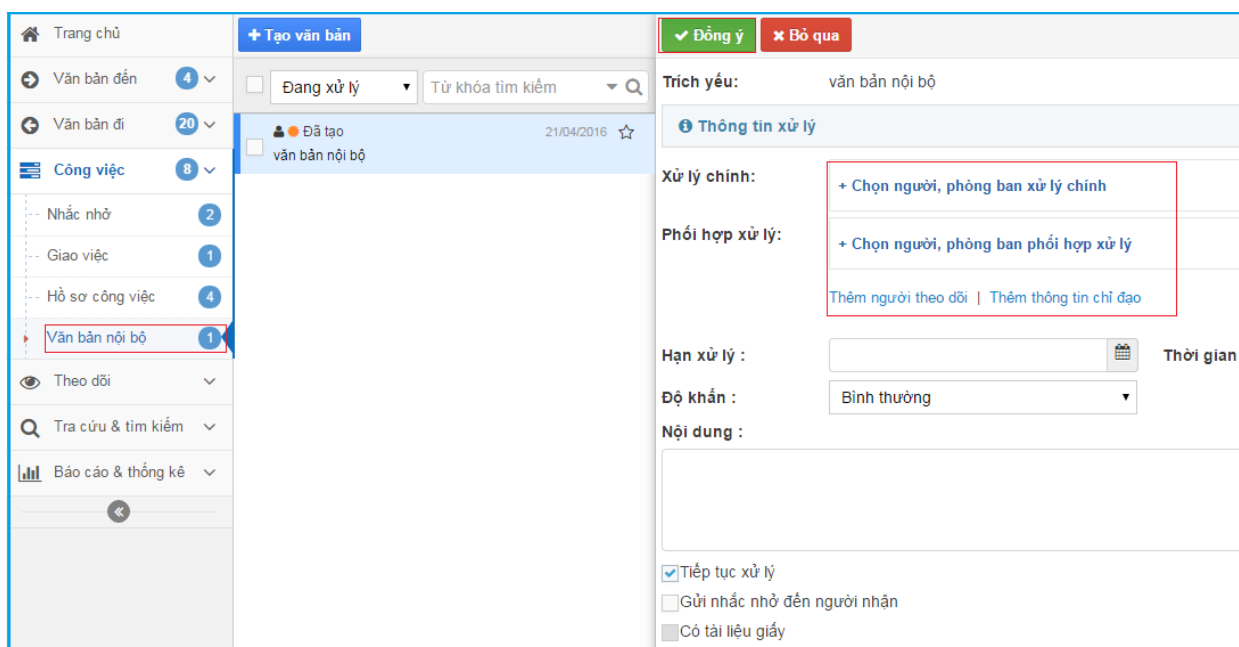 Trang chủ
Văn bản đến 4
Văn bản đi 20
Công việc 8
Nhắc nhở 2
Giao việc 1
Hồ sơ công việc 4
Văn bản nội bộ 1
Theo dõi
Tra cứu & tìm kiếm
Báo cáo & thống kê
+ Tạo văn bản
Đang xử lý
Từ khóa tìm kiếm
Đã tạo 21/04/2016
văn bản nội bộ
Đồng ý
Bỏ qua
Trích yếu: văn bản nội bộ
Thông tin xử lý
Xử lý chính: + Chọn người, phòng ban xử lý chính
Phối hợp xử lý: + Chọn người, phòng ban phối hợp xử lý
Thêm người theo dõi | Thêm thông tin chỉ đạo
Hạn xử lý : Thời gian
Độ khẩn : Bình thường
Nội dung :
Tiếp tục xử lý
Gửi nhắc nhở đến người nhận
Có tài liệu giấy